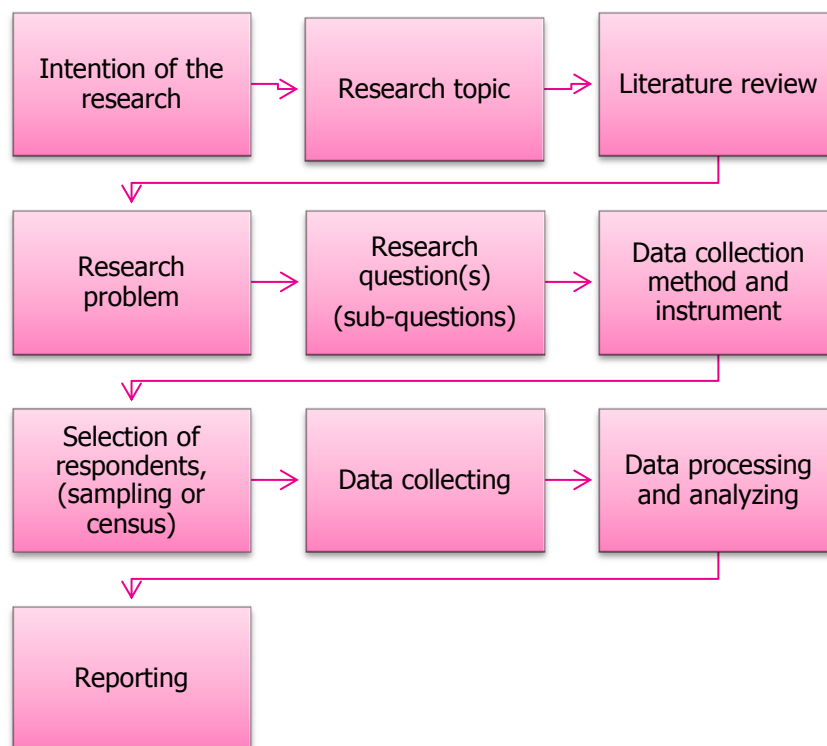 Intention of the
research
Research topic
Literature review
Research
problem
Research
question(s)
(sub-questions)
Data collection
method and
instrument
Selection of
respondents,
(sampling or
census)
Data collecting
Data processing
and analyzing
Reporting